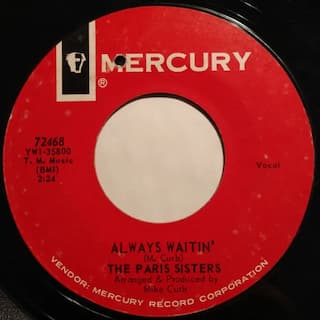 MERCURY
®
72468
YW1-35800
T. M. Music
(BMI)
2:24
Vocal
ALWAYS WAITIN'
(M. Curb)
THE PARIS SISTERS
Arranged & Produced by
Mike Curb
VENDOR: MERCURY RECORD CORPORATION